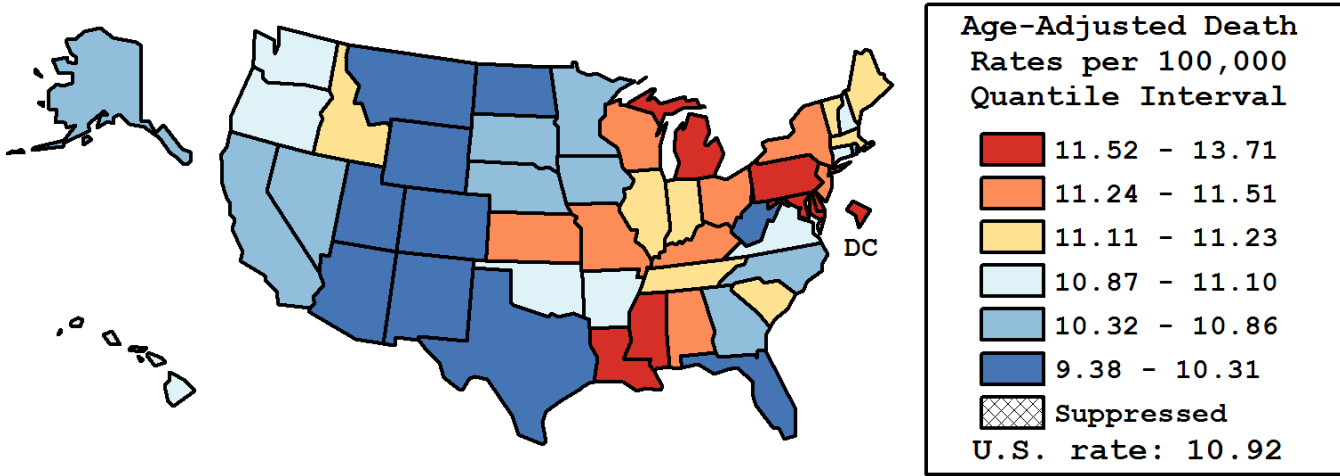 Age-Adjusted Death
Rates per 100,000
Quantile Interval
11.52 - 13.71
11.24 - 11.51
11.11 - 11.23
10.87 - 11.10
10.32 - 10.86
9.38 - 10.31
Suppressed
U.S. rate: 10.92
DC